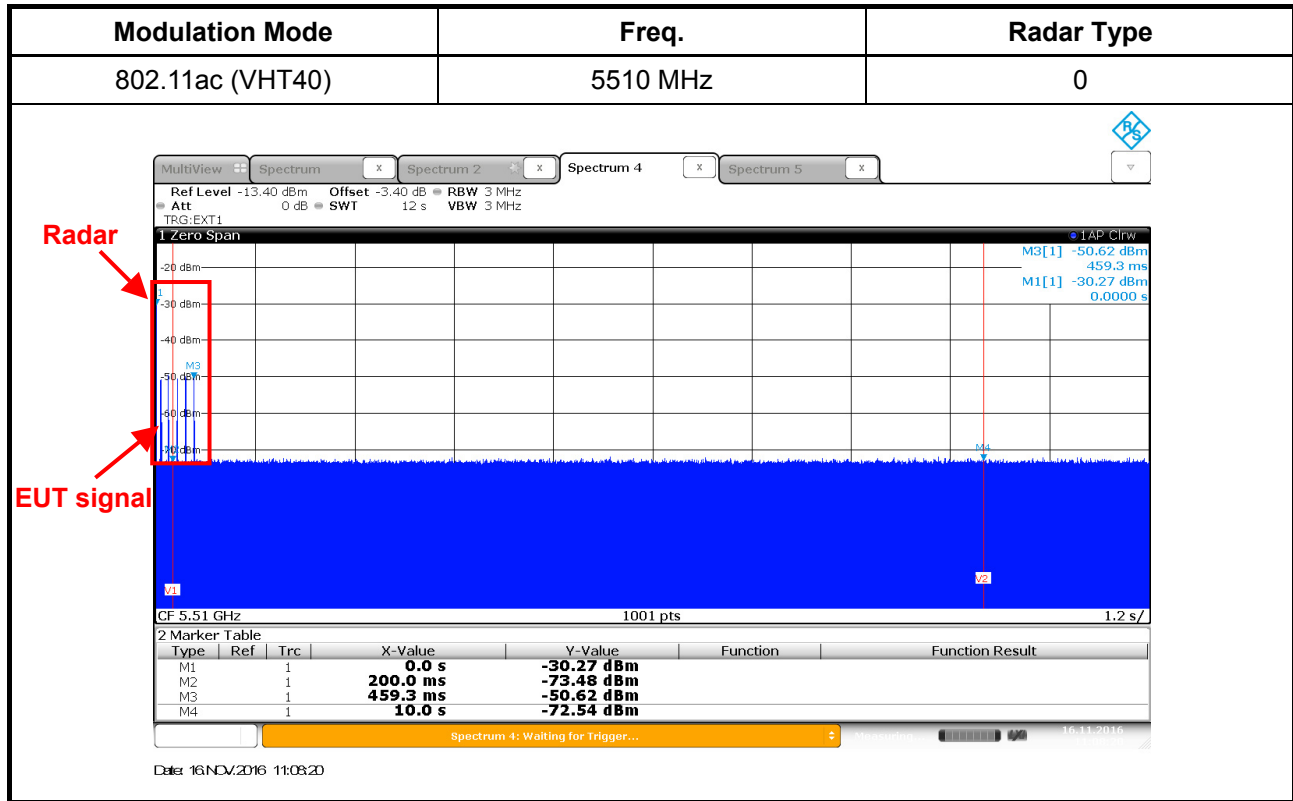 Modulation Mode Freq. Radar Type
802.11ac (VHT40) 5510 MHz 0
R&S
MultiView Spectrum x Spectrum 2 x Spectrum 4 x Spectrum 5 x
Ref Level -13.40 dBm Offset -3.40 dB RBW 3 MHz
Att 0 dB SWT 12 s VBW 3 MHz
TRG:EXT1
Radar
1 Zero Span 1AP Clrw
M3[1] -50.62 dBm
-20 dBm 459.3 ms
M1[1] -30.27 dBm
1 0.0000 s
-30 dBm
-40 dBm
M3
-50 dBm
-60 dBm
-70 dBm M4
EUT signal
V1 V2
CF 5.51 GHz 1001 pts 1.2 s/
2 Marker Table
Type Ref Trc X-Value Y-Value Function Function Result
M1 1 0.0 s -30.27 dBm
M2 1 200.0 ms -73.48 dBm
M3 1 459.3 ms -50.62 dBm
M4 1 10.0 s -72.54 dBm
Spectrum 4: Waiting for Trigger... Measuring... 16.11.2016
Date: 16.NOV.2016 11:08:20